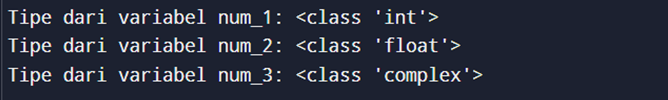 Tipe dari variabel num_1: <class 'int'>
Tipe dari variabel num_2: <class 'float'>
Tipe dari variabel num_3: <class 'complex'>